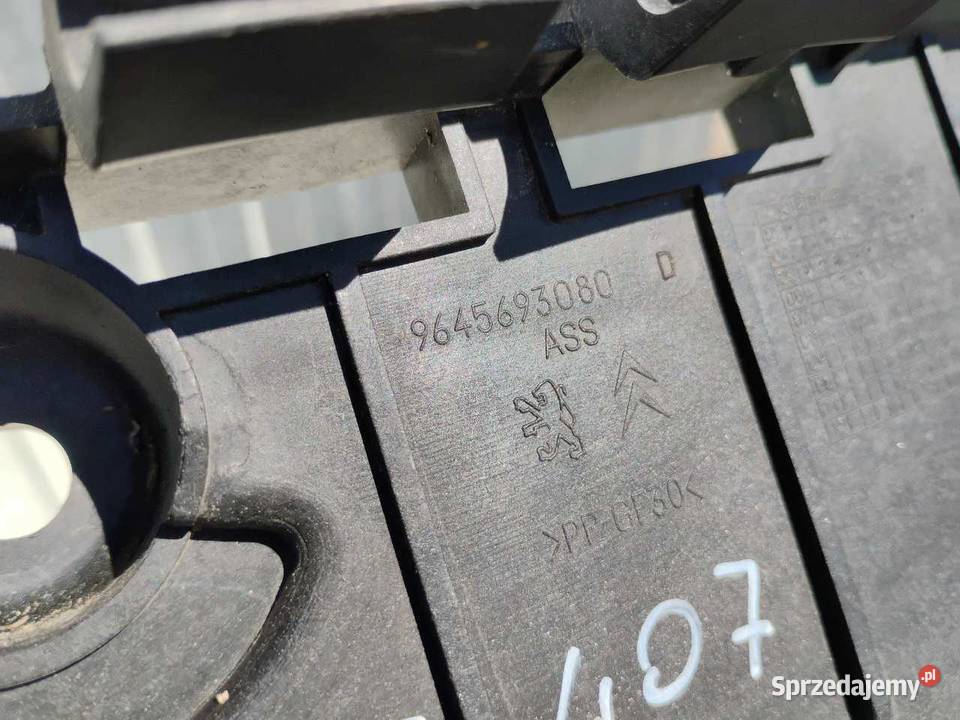 9645693080 D
ASS
>PP-GF30<
407
Sprzedajemy.pl